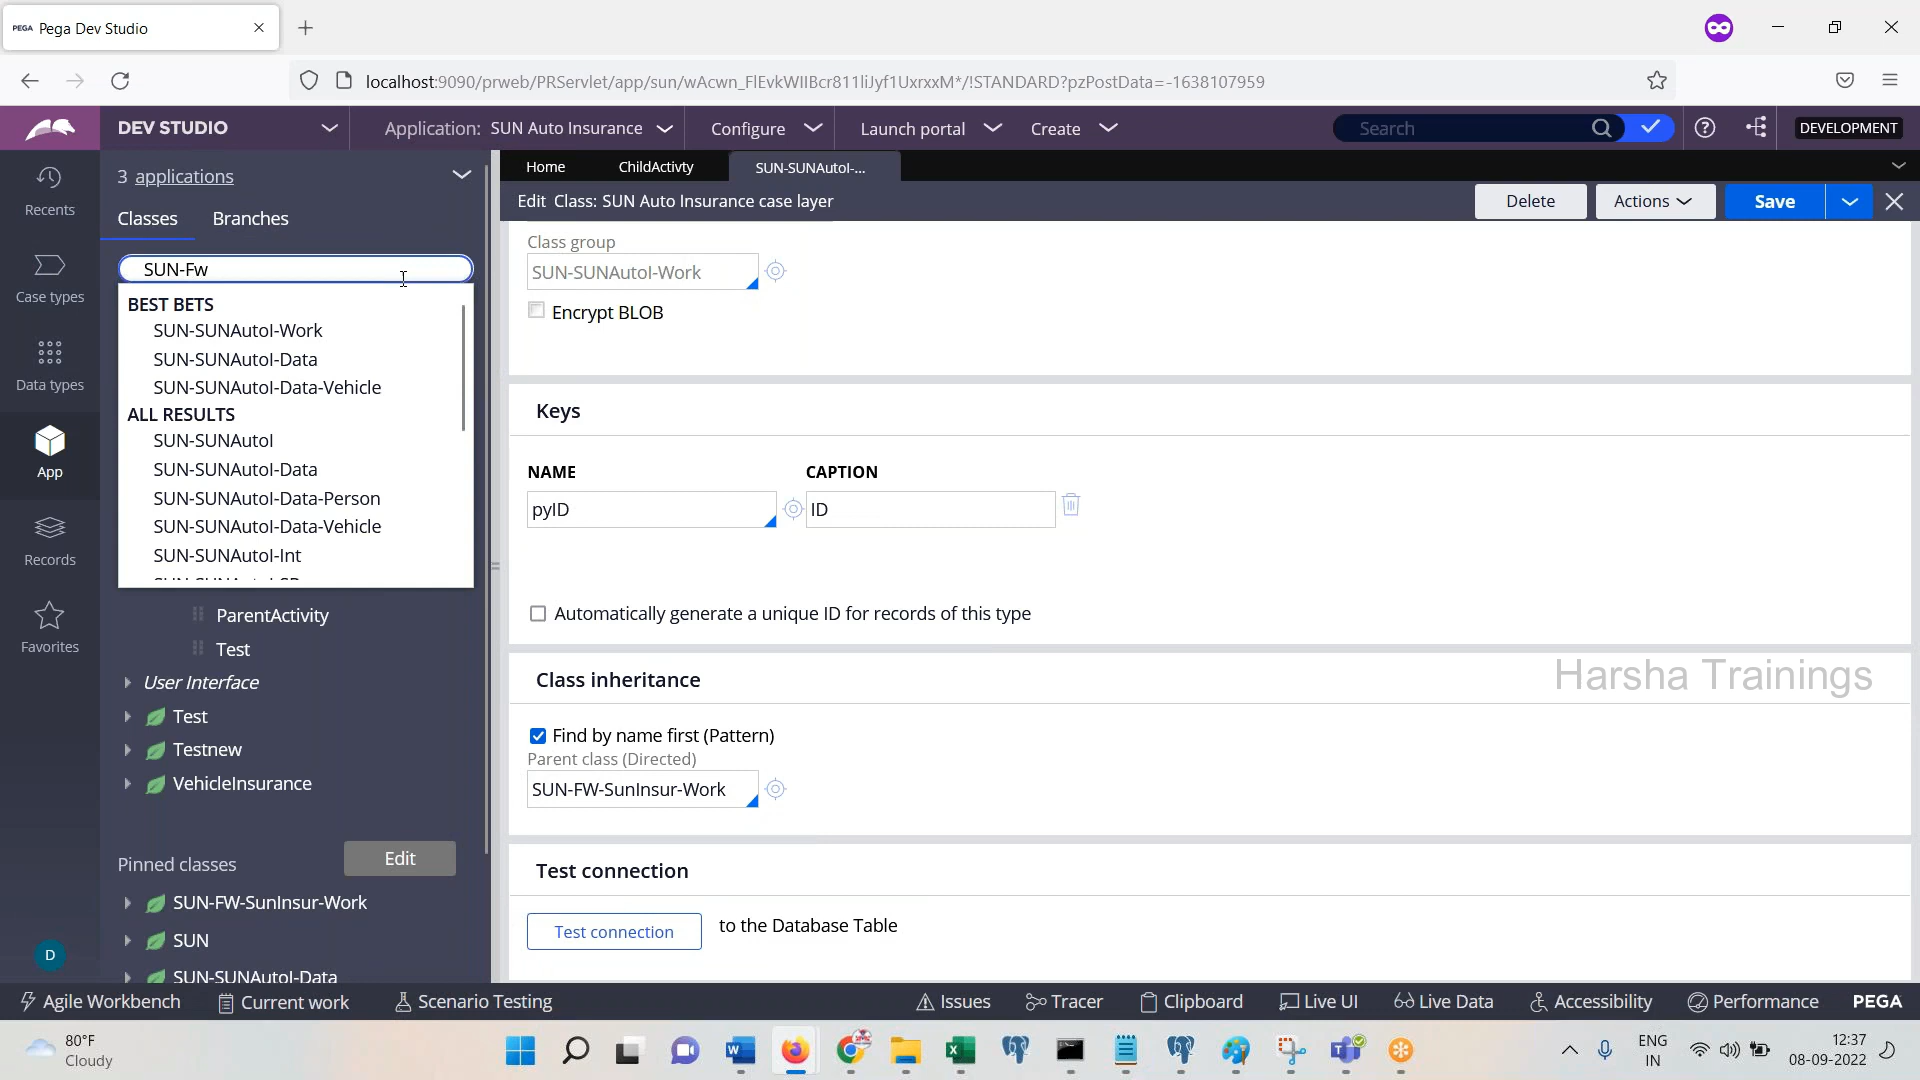 PEGA Pega Dev Studio
localhost:9090/prweb/PRServlet/app/sun/wAcwn_FlEvkWIIBcr811liJyf1UxrxxM*/!STANDARD?pzPostData=-1638107959
DEV STUDIO
Application: SUN Auto Insurance
Configure
Launch portal
Create
Search
DEVELOPMENT
Recents
Case types
Data types
App
Records
Favorites
D
3 applications
Classes
Branches
SUN-Fw
BEST BETS
SUN-SUNAutoI-Work
SUN-SUNAutoI-Data
SUN-SUNAutoI-Data-Vehicle
ALL RESULTS
SUN-SUNAutoI
SUN-SUNAutoI-Data
SUN-SUNAutoI-Data-Person
SUN-SUNAutoI-Data-Vehicle
SUN-SUNAutoI-Int
ParentActivity
Test
User Interface
Test
Testnew
VehicleInsurance
Pinned classes
Edit
SUN-FW-SunInsur-Work
SUN
SUN-SUNAutoI-Data
Home
ChildActivty
SUN-SUNAutoI-...
Edit Class: SUN Auto Insurance case layer
Delete
Actions
Save
Class group
SUN-SUNAutoI-Work
Encrypt BLOB
Keys
NAME
CAPTION
pyID
ID
Automatically generate a unique ID for records of this type
Class inheritance
Harsha Trainings
Find by name first (Pattern)
Parent class (Directed)
SUN-FW-SunInsur-Work
Test connection
Test connection
to the Database Table
Agile Workbench
Current work
Scenario Testing
Issues
Tracer
Clipboard
Live UI
Live Data
Accessibility
Performance
PEGA
80°F
Cloudy
ENG
IN
12:37
08-09-2022